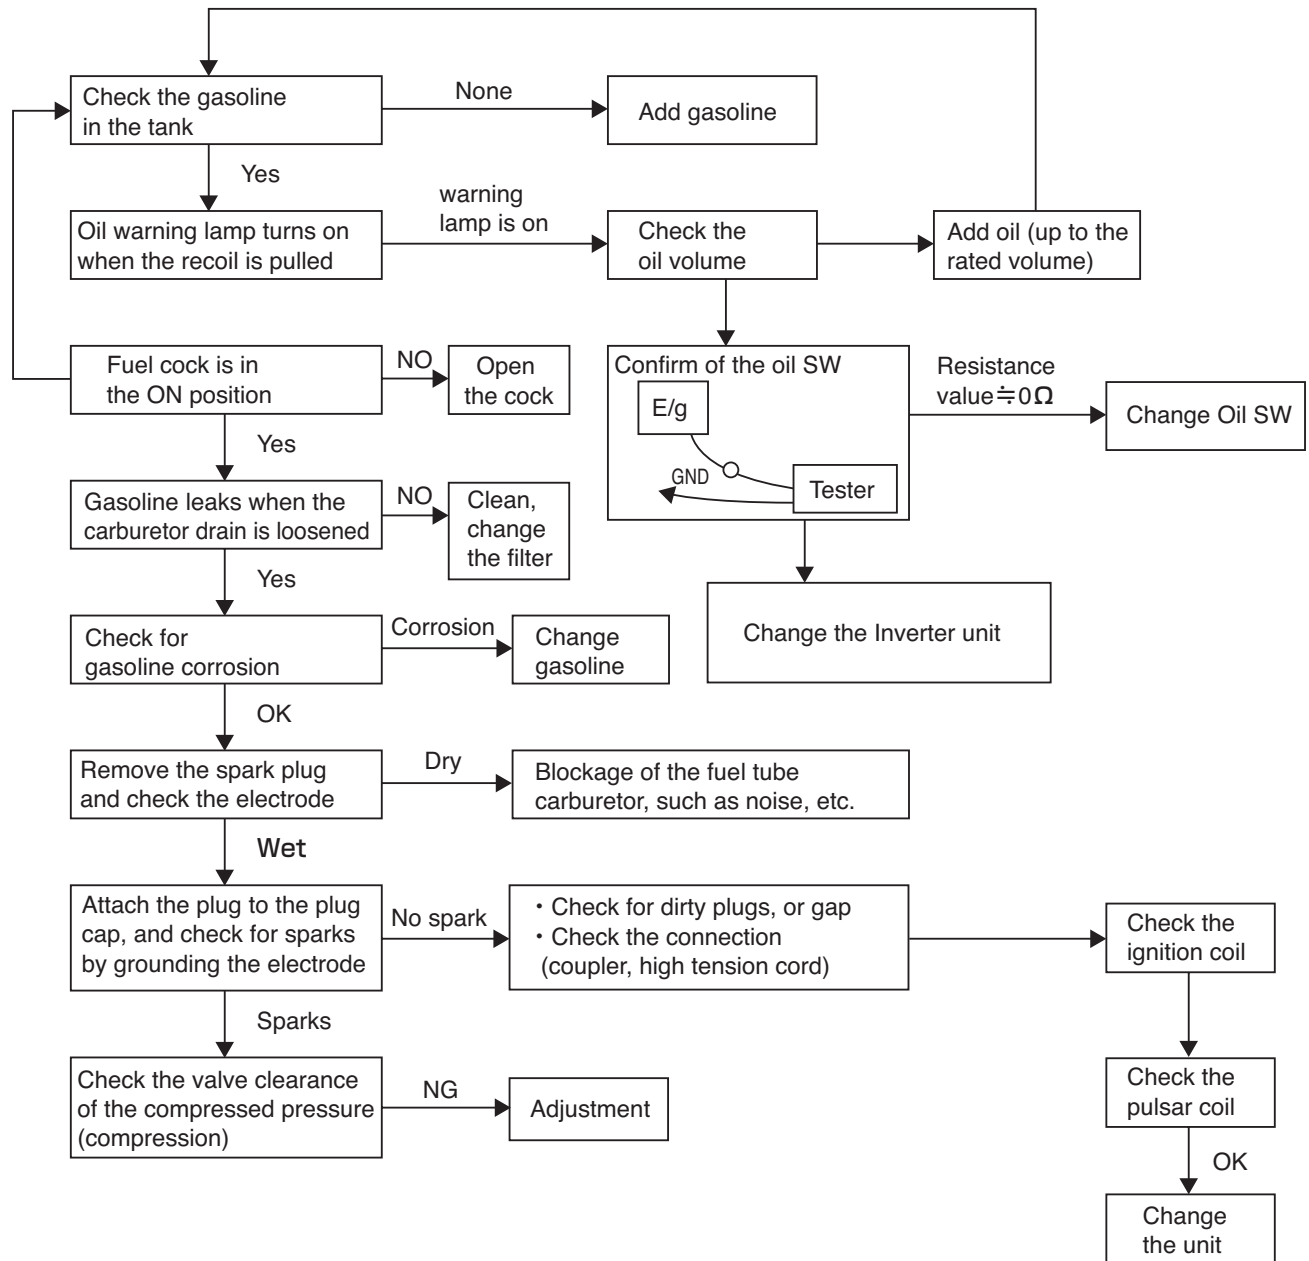 Check the gasoline
in the tank
None
Add gasoline
Yes
warning
lamp is on
Oil warning lamp turns on
when the recoil is pulled
Check the
oil volume
Add oil (up to the
rated volume)
Fuel cock is in
the ON position
NO
Open
the cock
Confirm of the oil SW
E/g
GND
Tester
Resistance
value≒0Ω
Change Oil SW
Yes
Gasoline leaks when the
carburetor drain is loosened
NO
Clean,
change
the filter
Yes
Change the Inverter unit
Check for
gasoline corrosion
Corrosion
Change
gasoline
OK
Remove the spark plug
and check the electrode
Dry
Blockage of the fuel tube
carburetor, such as noise, etc.
Wet
Attach the plug to the plug
cap, and check for sparks
by grounding the electrode
No spark
・Check for dirty plugs, or gap
・Check the connection
(coupler, high tension cord)
Check the
ignition coil
Sparks
Check the valve clearance
of the compressed pressure
(compression)
NG
Adjustment
Check the
pulsar coil
OK
Change
the unit